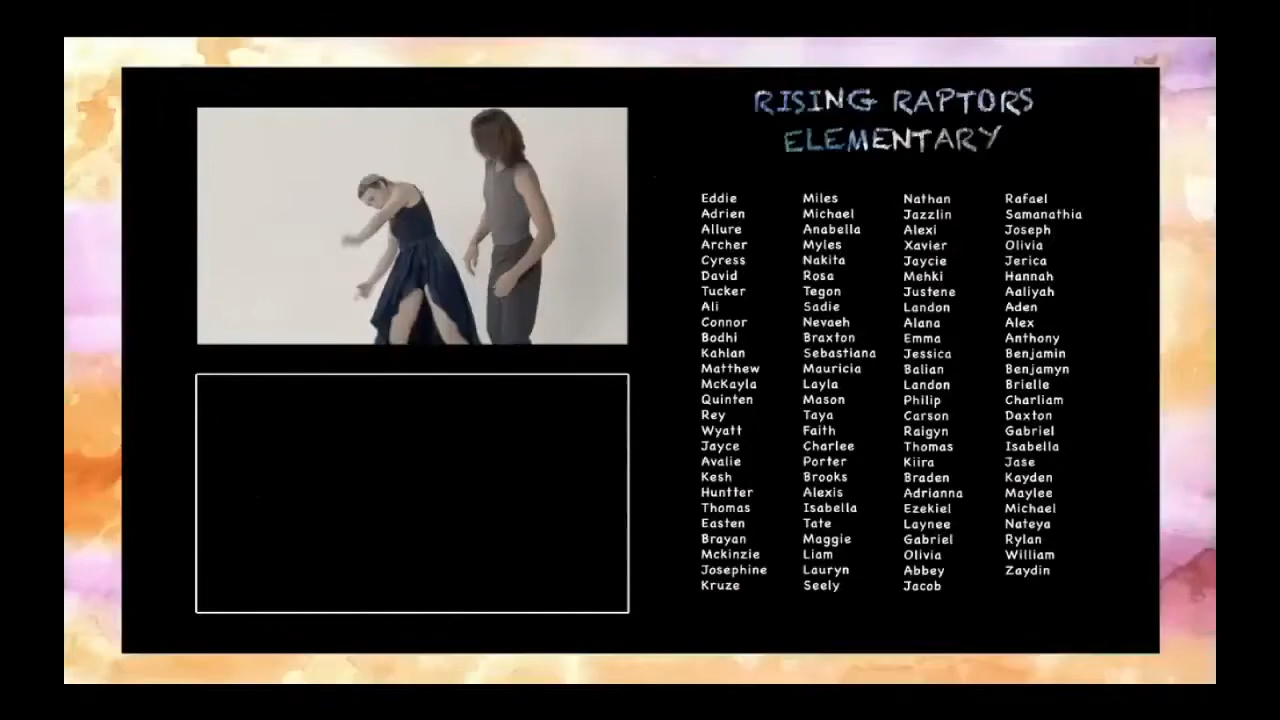 RISING RAPTORS
ELEMENTARY
Eddie
Adrien
Allure
Archer
Cyress
David
Tucker
Ali
Connor
Bodhi
Kahlan
Matthew
McKayla
Quinten
Rey
Wyatt
Jayce
Avalie
Kesh
Huntter
Thomas
Easten
Brayan
Mckinzie
Josephine
Kruze
Miles
Michael
Anabella
Myles
Nakita
Rosa
Tegon
Sadie
Nevaeh
Braxton
Sebastiana
Mauricia
Layla
Mason
Taya
Faith
Charlee
Porter
Brooks
Alexis
Isabella
Tate
Maggie
Liam
Lauryn
Seely
Nathan
Jazzlin
Alexi
Xavier
Jaycie
Mehki
Justene
Landon
Alana
Emma
Jessica
Balian
Landon
Philip
Carson
Raigyn
Thomas
Kiira
Braden
Adrianna
Ezekiel
Laynee
Gabriel
Olivia
Abbey
Jacob
Rafael
Samanathia
Joseph
Olivia
Jerica
Hannah
Aaliyah
Aden
Alex
Anthony
Benjamin
Benjamyn
Brielle
Charliam
Daxton
Gabriel
Isabella
Jase
Kayden
Maylee
Michael
Nateya
Rylan
William
Zaydin